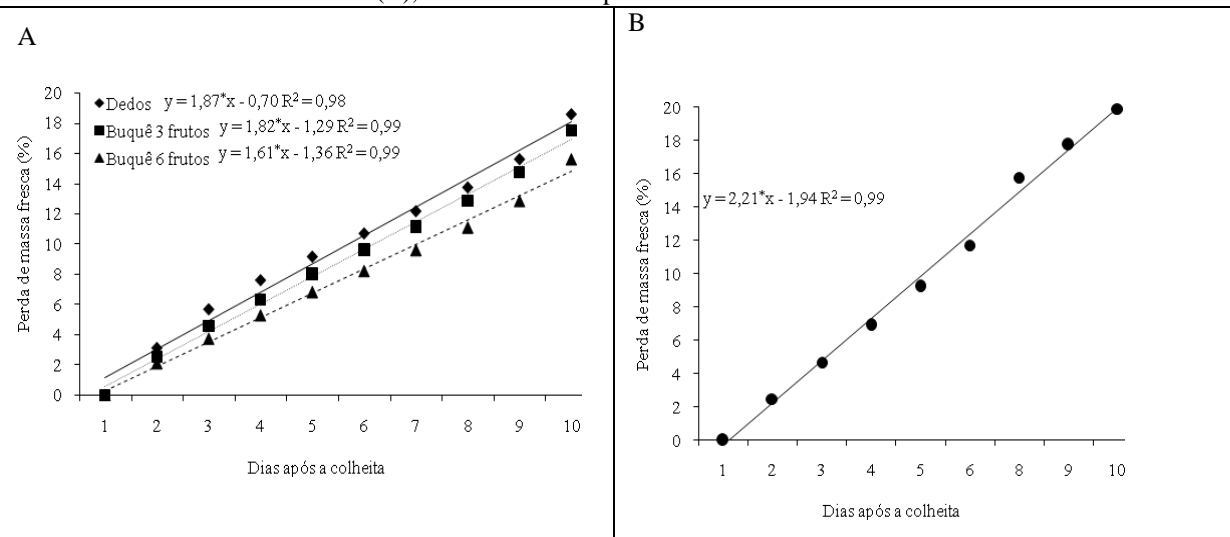 A
20
18
16
14
12
10
8
6
4
2
0
Perda de massa fresca (%)
Dedos y = 1,87*x - 0,70 R² = 0,98
Buquê 3 frutos y = 1,82*x - 1,29 R² = 0,99
Buquê 6 frutos y = 1,61*x - 1,36 R² = 0,99
1 2 3 4 5 6 7 8 9 10
Dias após a colheita
B
20
18
16
14
12
10
8
6
4
2
0
Perda de massa fresca (%)
y = 2,21*x - 1,94 R² = 0,99
1 2 3 4 5 6 8 9 10
Dias após a colheita